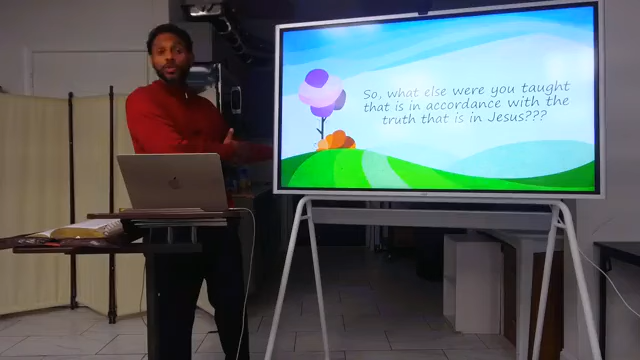 So, what else were you taught
that is in accordance with the
truth that is in Jesus???